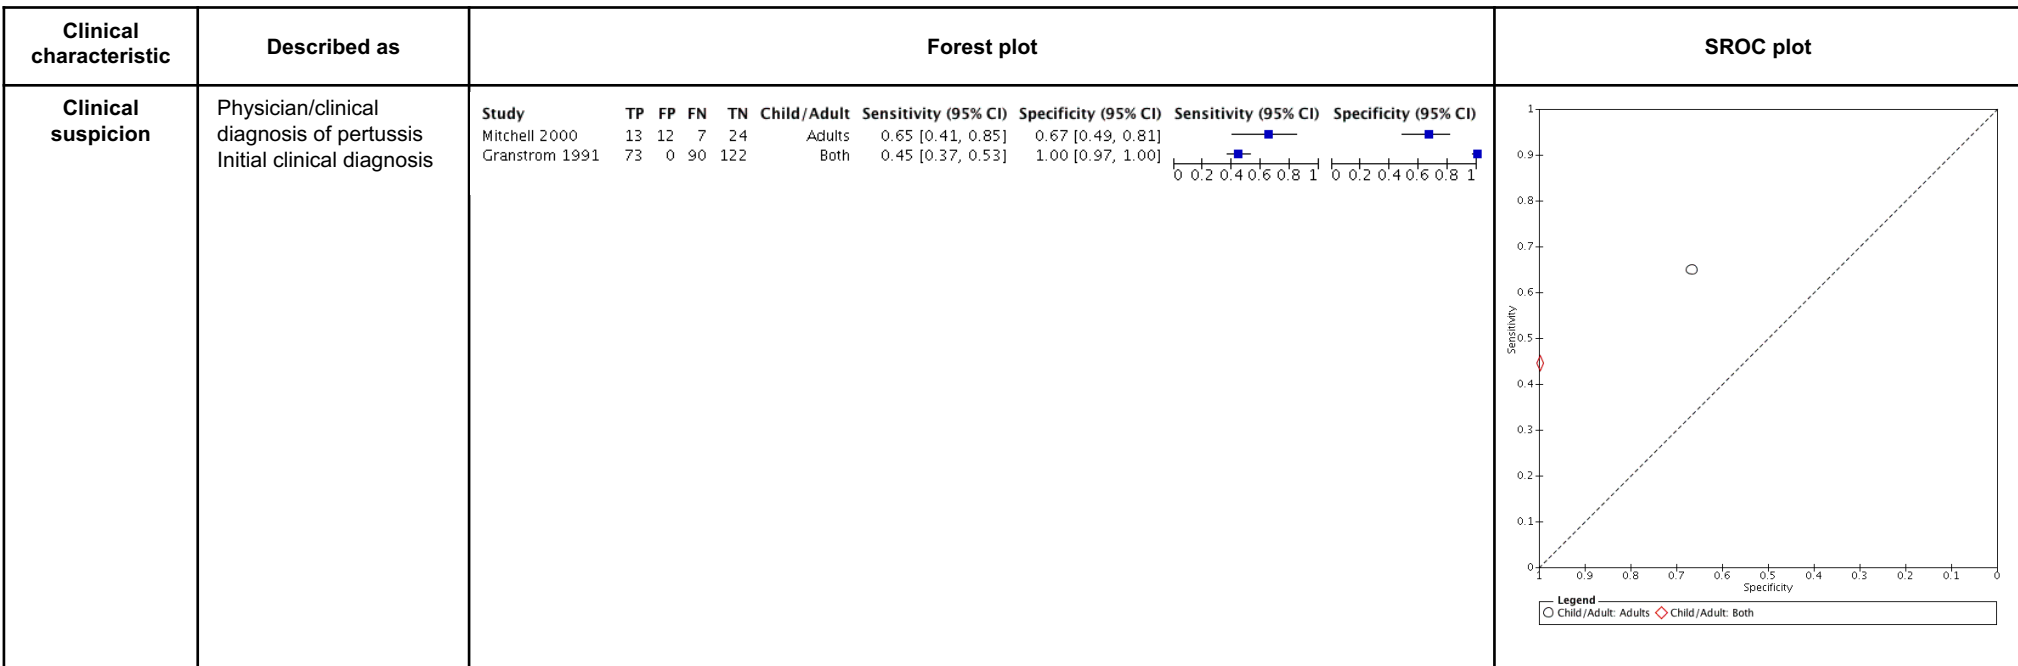 Clinical characteristic
Described as
Forest plot
SROC plot
Clinical suspicion
Physician/clinical
diagnosis of pertussis
Initial clinical diagnosis
Study TP FP FN TN Child/Adult Sensitivity (95% CI) Specificity (95% CI) Sensitivity (95% CI) Specificity (95% CI)
Mitchell 2000 13 12 7 24 Adults 0.65 [0.41, 0.85] 0.67 [0.49, 0.81]
Granstrom 1991 73 0 90 122 Both 0.45 [0.37, 0.53] 1.00 [0.97, 1.00]
0 0.2 0.4 0.6 0.8 1 0 0.2 0.4 0.6 0.8 1
1
0.9
0.8
0.7
0.6
0.5
0.4
0.3
0.2
0.1
0
Sensitivity
1 0.9 0.8 0.7 0.6 0.5 0.4 0.3 0.2 0.1 0
Specificity
Legend
Child/Adult: Adults Child/Adult: Both